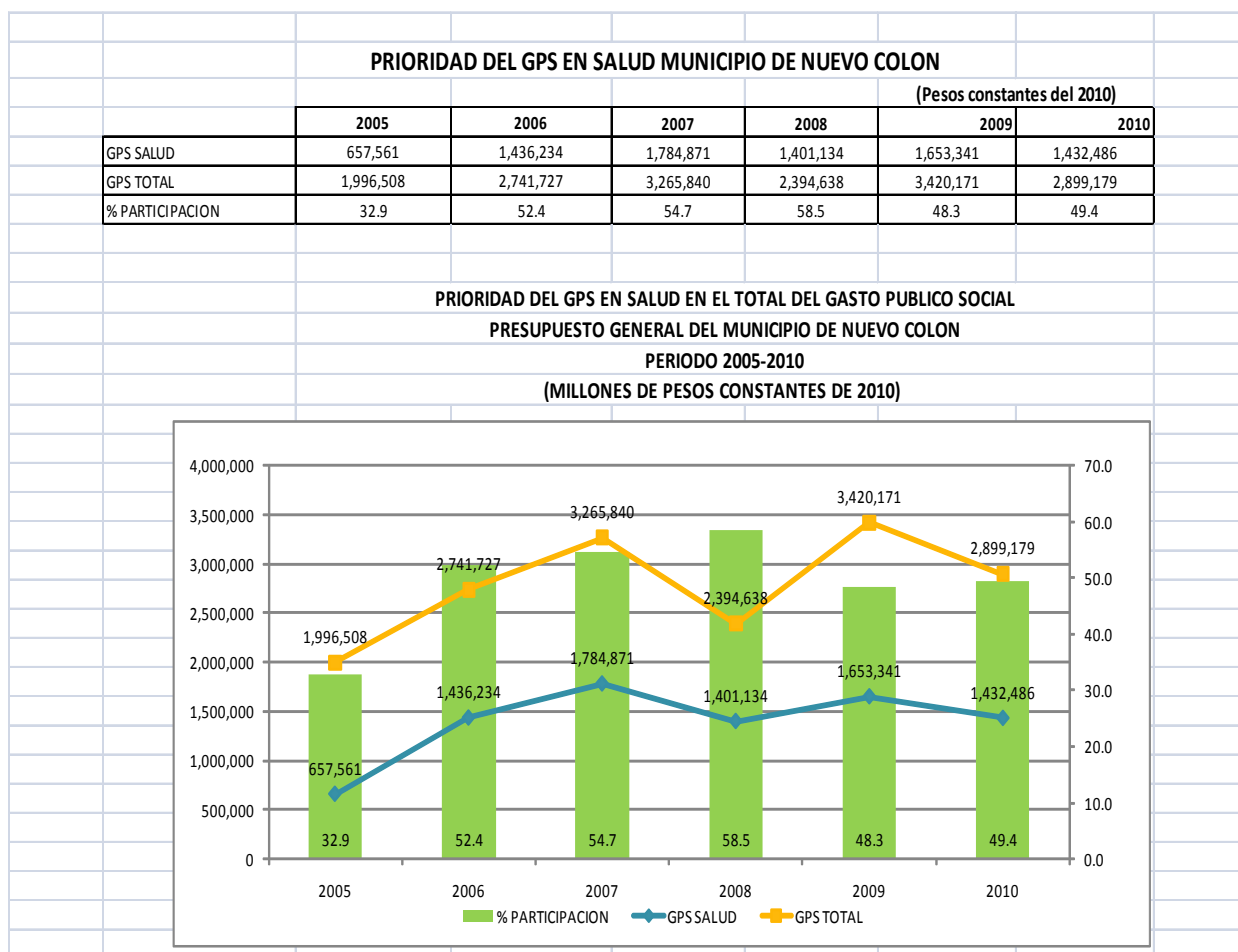 PRIORIDAD DEL GPS EN SALUD MUNICIPIO DE NUEVO COLON
(Pesos constantes del 2010)
2005 2006 2007 2008 2009 2010
GPS SALUD 657,561 1,436,234 1,784,871 1,401,134 1,653,341 1,432,486
GPS TOTAL 1,996,508 2,741,727 3,265,840 2,394,638 3,420,171 2,899,179
% PARTICIPACION 32.9 52.4 54.7 58.5 48.3 49.4
PRIORIDAD DEL GPS EN SALUD EN EL TOTAL DEL GASTO PUBLICO SOCIAL
PRESUPUESTO GENERAL DEL MUNICIPIO DE NUEVO COLON
PERIODO 2005-2010
(MILLONES DE PESOS CONSTANTES DE 2010)
4,000,000 70.0
3,420,171
3,500,000 3,265,840 60.0
3,000,000 2,741,727 2,899,179 50.0
2,500,000 2,394,638
1,996,508 40.0
2,000,000 1,784,871 1,653,341
1,500,000 1,436,234 1,401,134 1,432,486 30.0
1,000,000 20.0
657,561
500,000 10.0
32.9 52.4 54.7 58.5 48.3 49.4
0 0.0
2005 2006 2007 2008 2009 2010
% PARTICIPACION GPS SALUD GPS TOTAL